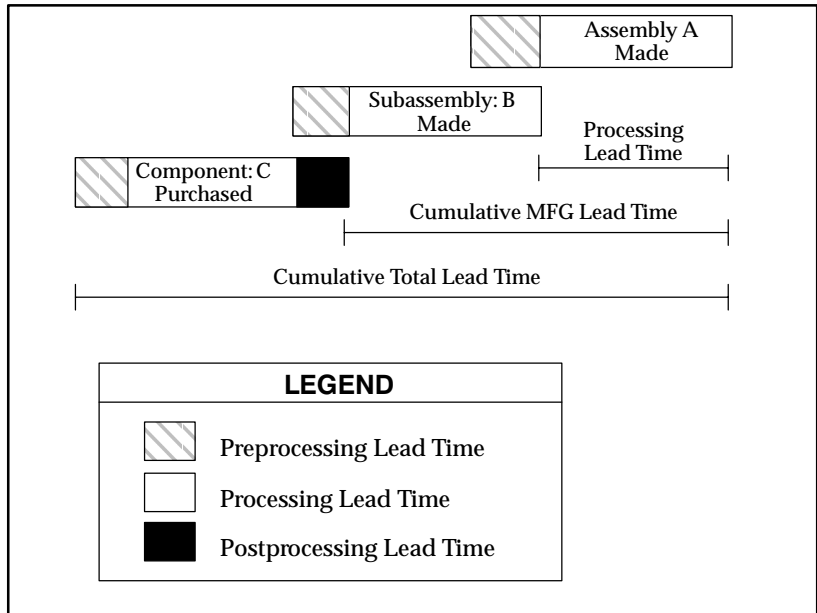 Assembly A
Made
Subassembly: B
Made
Processing
Lead Time
Component: C
Purchased
Cumulative MFG Lead Time
Cumulative Total Lead Time
LEGEND
Preprocessing Lead Time
Processing Lead Time
Postprocessing Lead Time